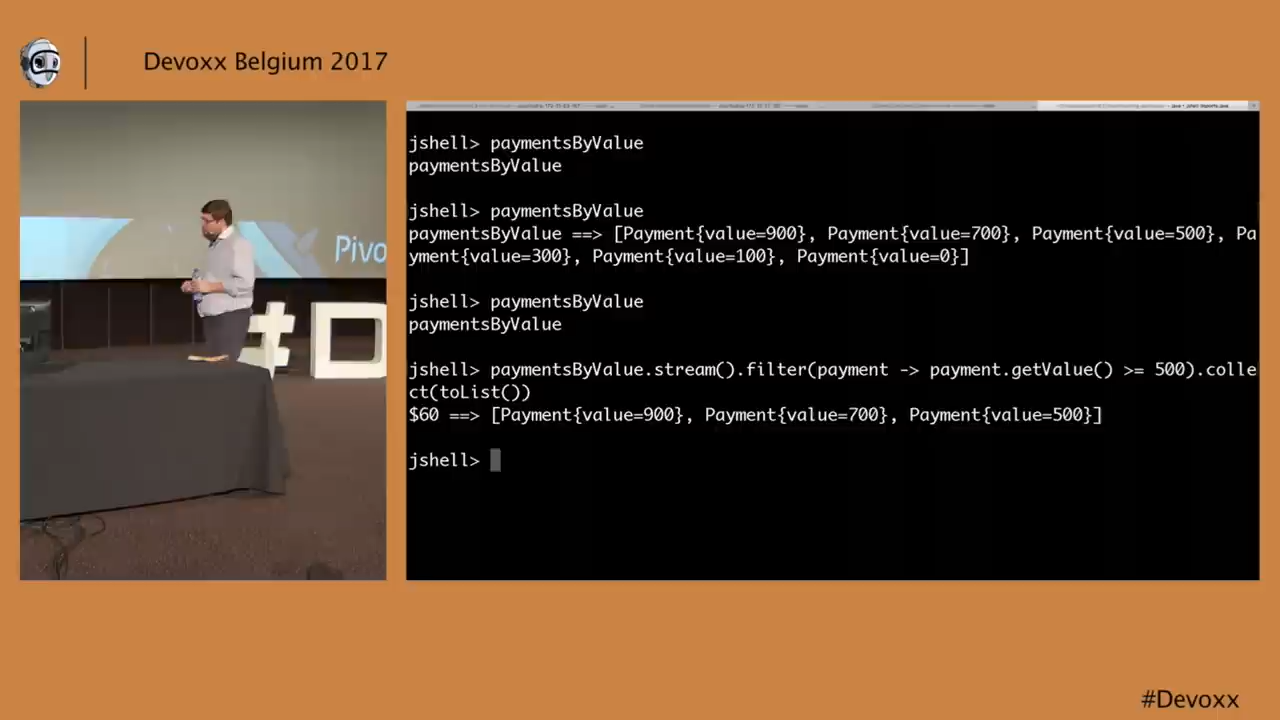 Devoxx Belgium 2017
Pivo
#D
jshell> paymentsByValue
paymentsByValue
jshell> paymentsByValue
paymentsByValue ==> [Payment{value=900}, Payment{value=700}, Payment{value=500}, Pa
yment{value=300}, Payment{value=100}, Payment{value=0}]
jshell> paymentsByValue
paymentsByValue
jshell> paymentsByValue.stream().filter(payment -> payment.getValue() >= 500).colle
ct(toList())
$60 ==> [Payment{value=900}, Payment{value=700}, Payment{value=500}]
jshell>
#Devoxx